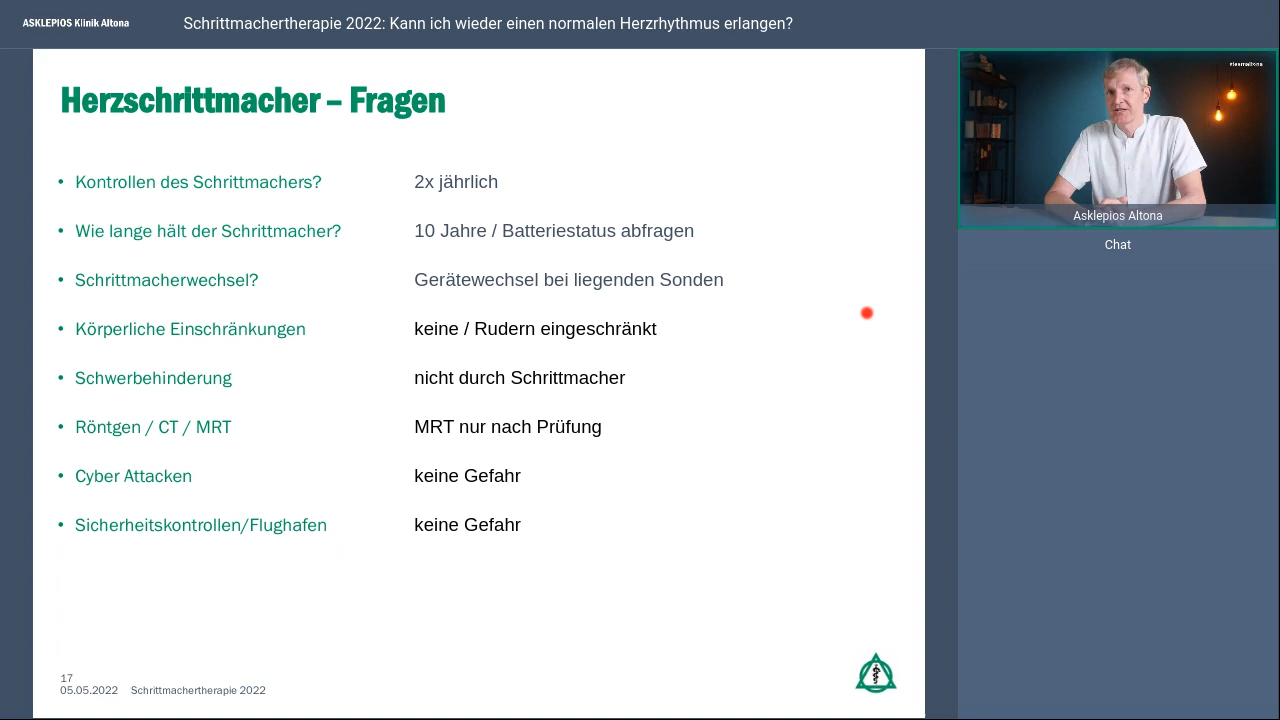 ASKLEPIOS Klinik Altona
Schrittmachertherapie 2022: Kann ich wieder einen normalen Herzrhythmus erlangen?
Herzschrittmacher – Fragen
• Kontrollen des Schrittmachers? 2x jährlich
• Wie lange hält der Schrittmacher? 10 Jahre / Batteriestatus abfragen
• Schrittmacherwechsel? Gerätewechsel bei liegenden Sonden
• Körperliche Einschränkungen keine / Rudern eingeschränkt
• Schwerbehinderung nicht durch Schrittmacher
• Röntgen / CT / MRT MRT nur nach Prüfung
• Cyber Attacken keine Gefahr
• Sicherheitskontrollen/Flughafen keine Gefahr
17
05.05.2022 Schrittmachertherapie 2022
#teamaltona
Asklepios Altona
Chat